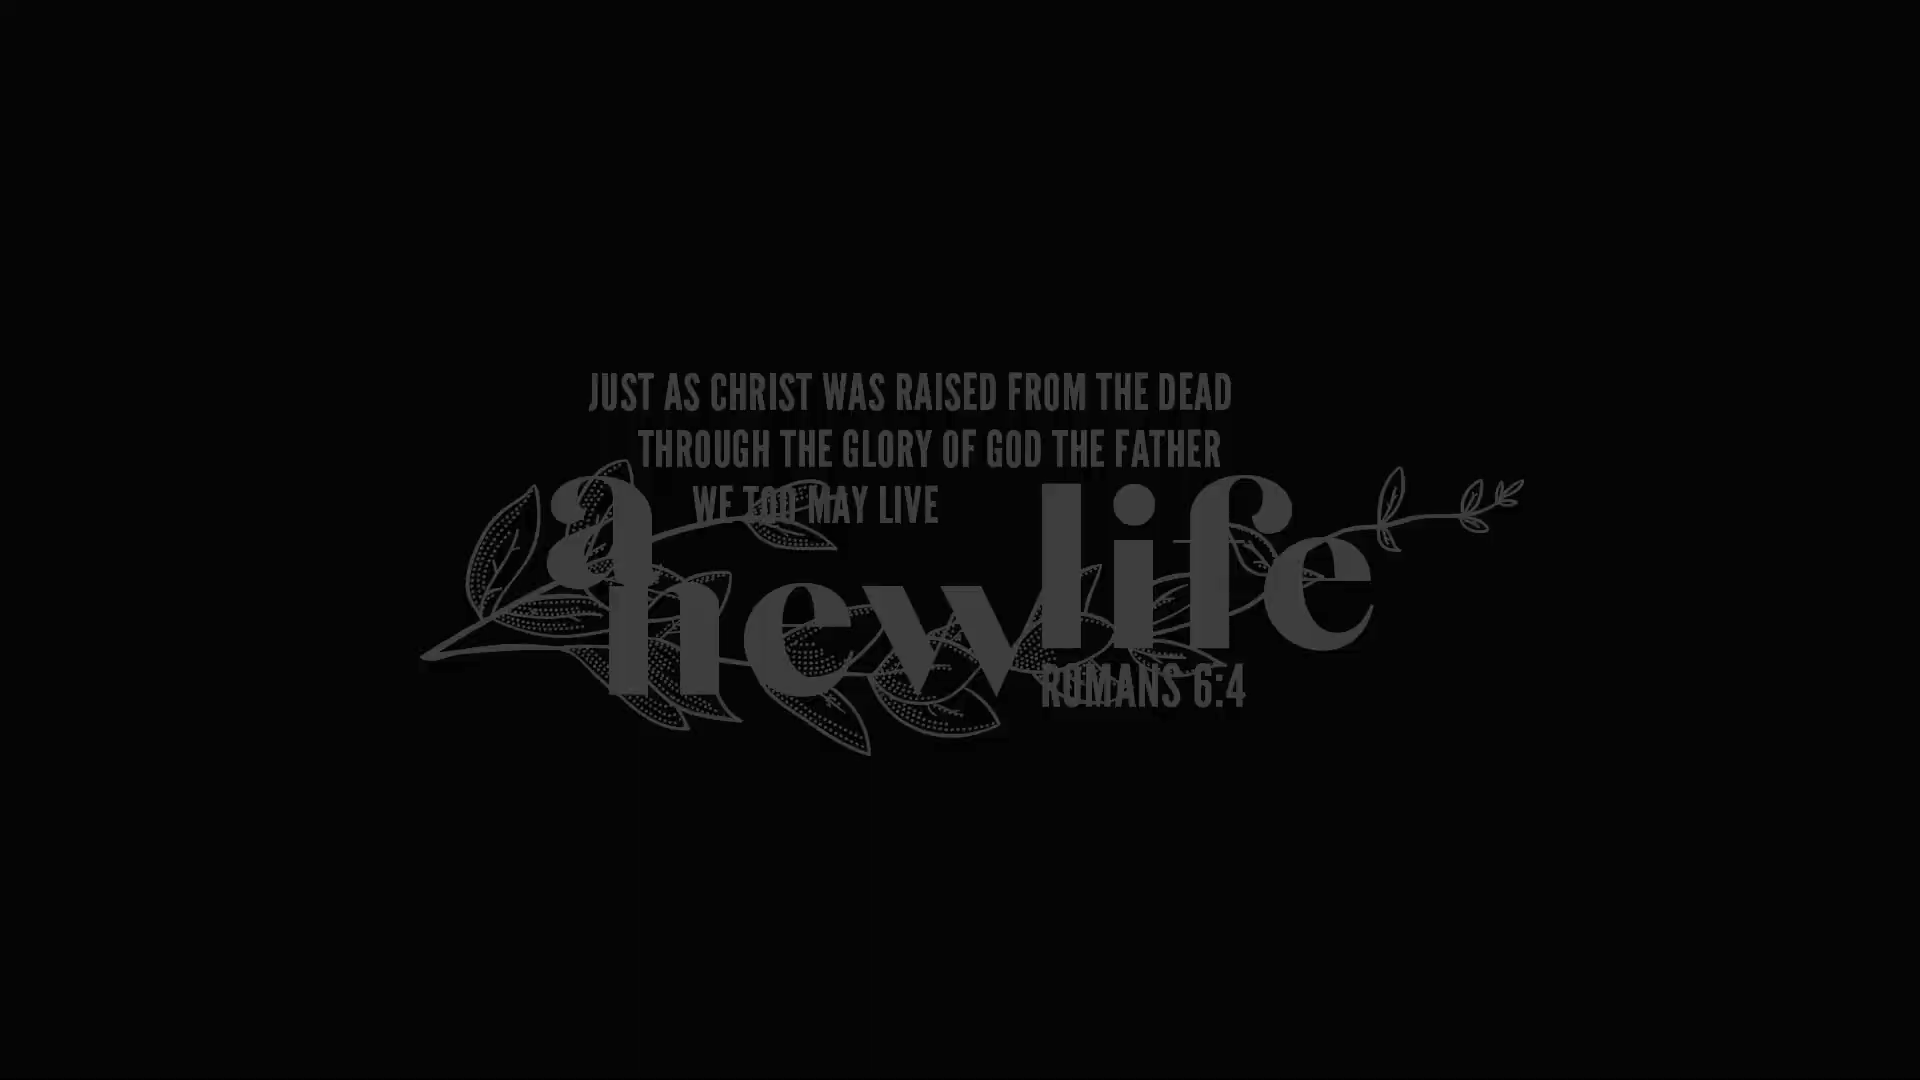 JUST AS CHRIST WAS RAISED FROM THE DEAD
THROUGH THE GLORY OF GOD THE FATHER
WE TOO MAY LIVE
a
new life
ROMANS 6:4